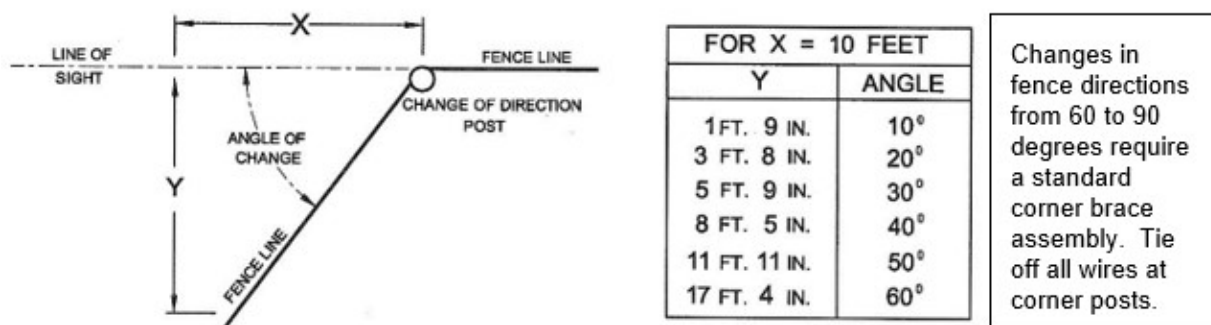 X
LINE OF
SIGHT
FENCE LINE
CHANGE OF DIRECTION
POST
ANGLE OF
CHANGE
Y
FENCE LINE
FOR X = 10 FEET
Y ANGLE
1 FT. 9 IN. 10°
3 FT. 8 IN. 20°
5 FT. 9 IN. 30°
8 FT. 5 IN. 40°
11 FT. 11 IN. 50°
17 FT. 4 IN. 60°
Changes in
fence directions
from 60 to 90
degrees require
a standard
corner brace
assembly. Tie
off all wires at
corner posts.